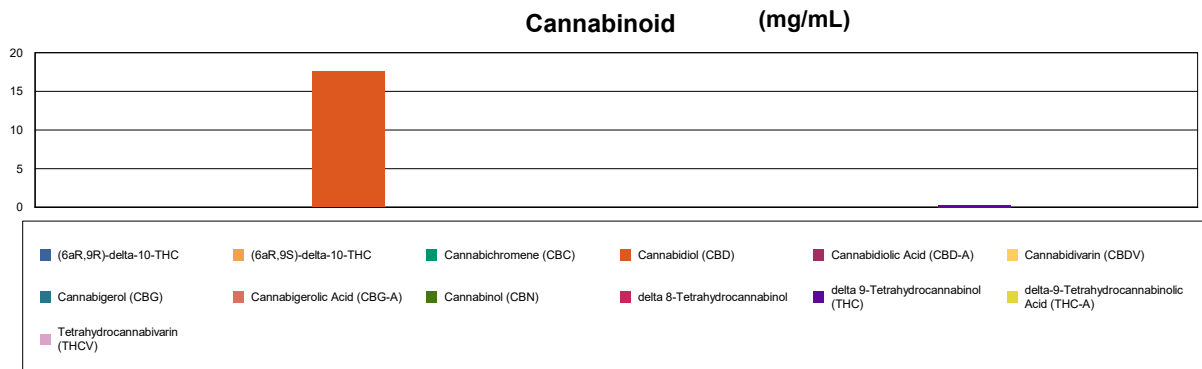 Cannabinoid (mg/mL)
20
15
10
5
0
(6aR,9R)-delta-10-THC (6aR,9S)-delta-10-THC Cannabichromene (CBC) Cannabidiol (CBD) Cannabidiolic Acid (CBD-A) Cannabidivarin (CBDV)
Cannabigerol (CBG) Cannabigerolic Acid (CBG-A) Cannabinol (CBN) delta 8-Tetrahydrocannabinol delta 9-Tetrahydrocannabinol delta-9-Tetrahydrocannabinolic
(THC) Acid (THC-A)
Tetrahydrocannabivarin
(THCV)